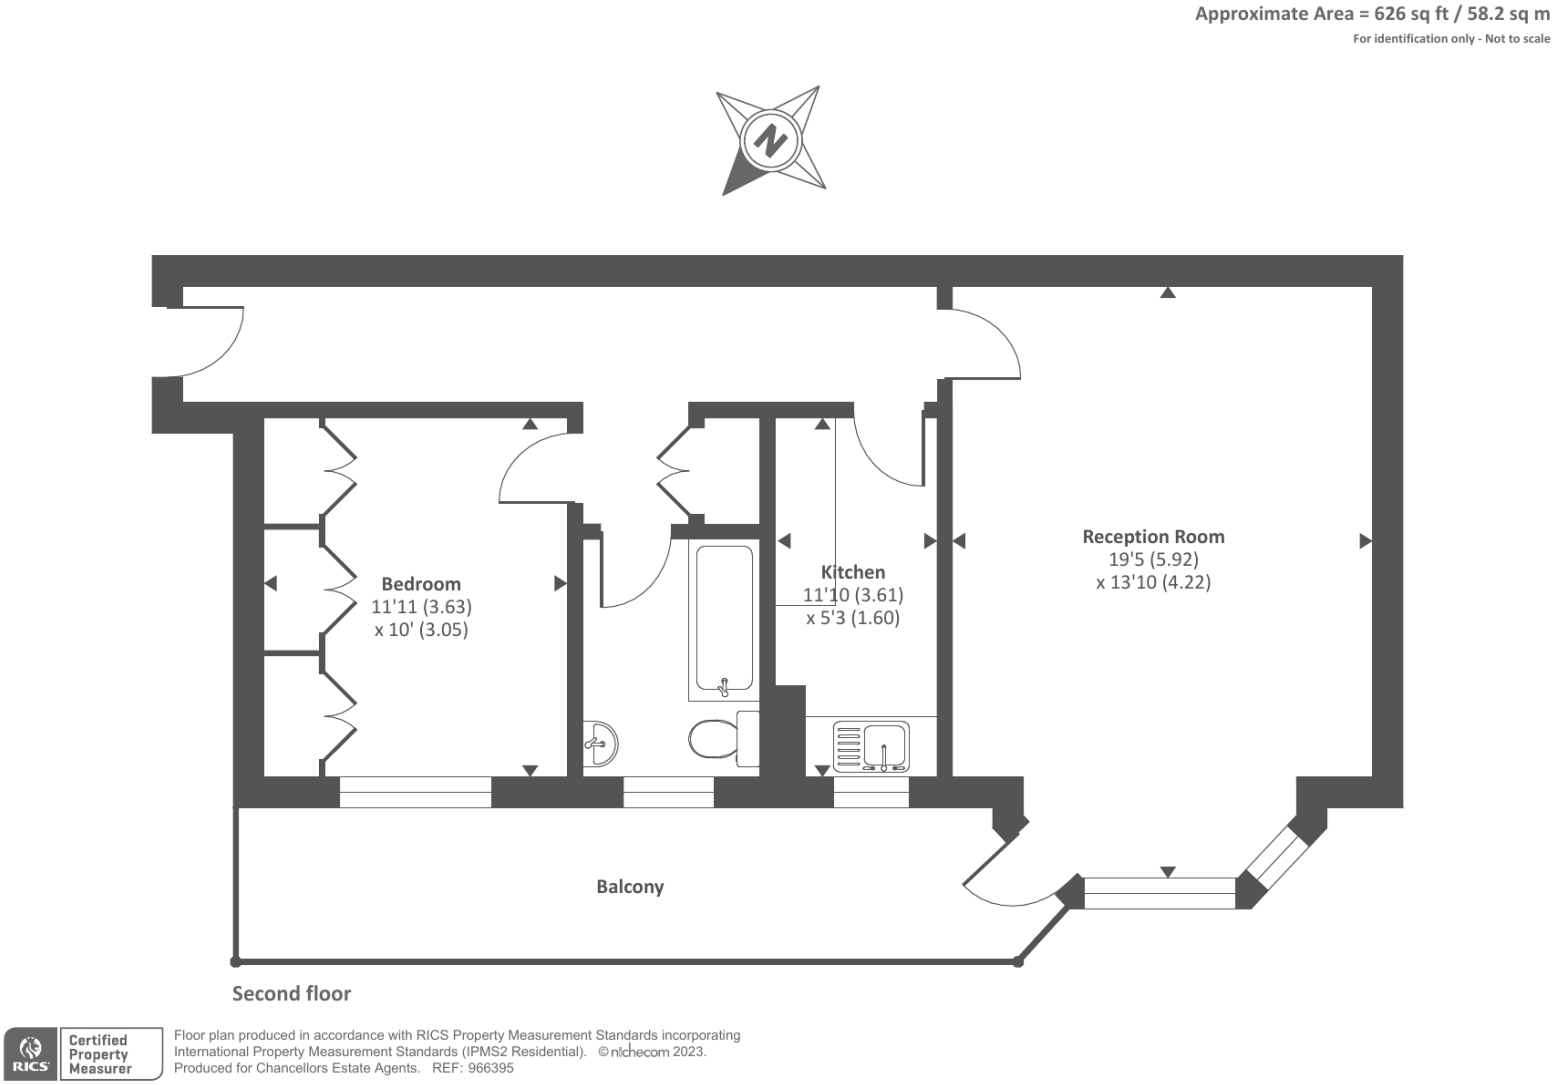 Approximate Area = 626 sq ft / 58.2 sq m
For identification only - Not to scale
N
Reception Room
19'5 (5.92)
x 13'10 (4.22)
Kitchen
11'10 (3.61)
x 5'3 (1.60)
Bedroom
11'11 (3.63)
x 10' (3.05)
Balcony
Second floor
RICS
Certified
Property
Measurer
Floor plan produced in accordance with RICS Property Measurement Standards incorporating
International Property Measurement Standards (IPMS2 Residential). © nichecom 2023.
Produced for Chancellors Estate Agents. REF: 966395